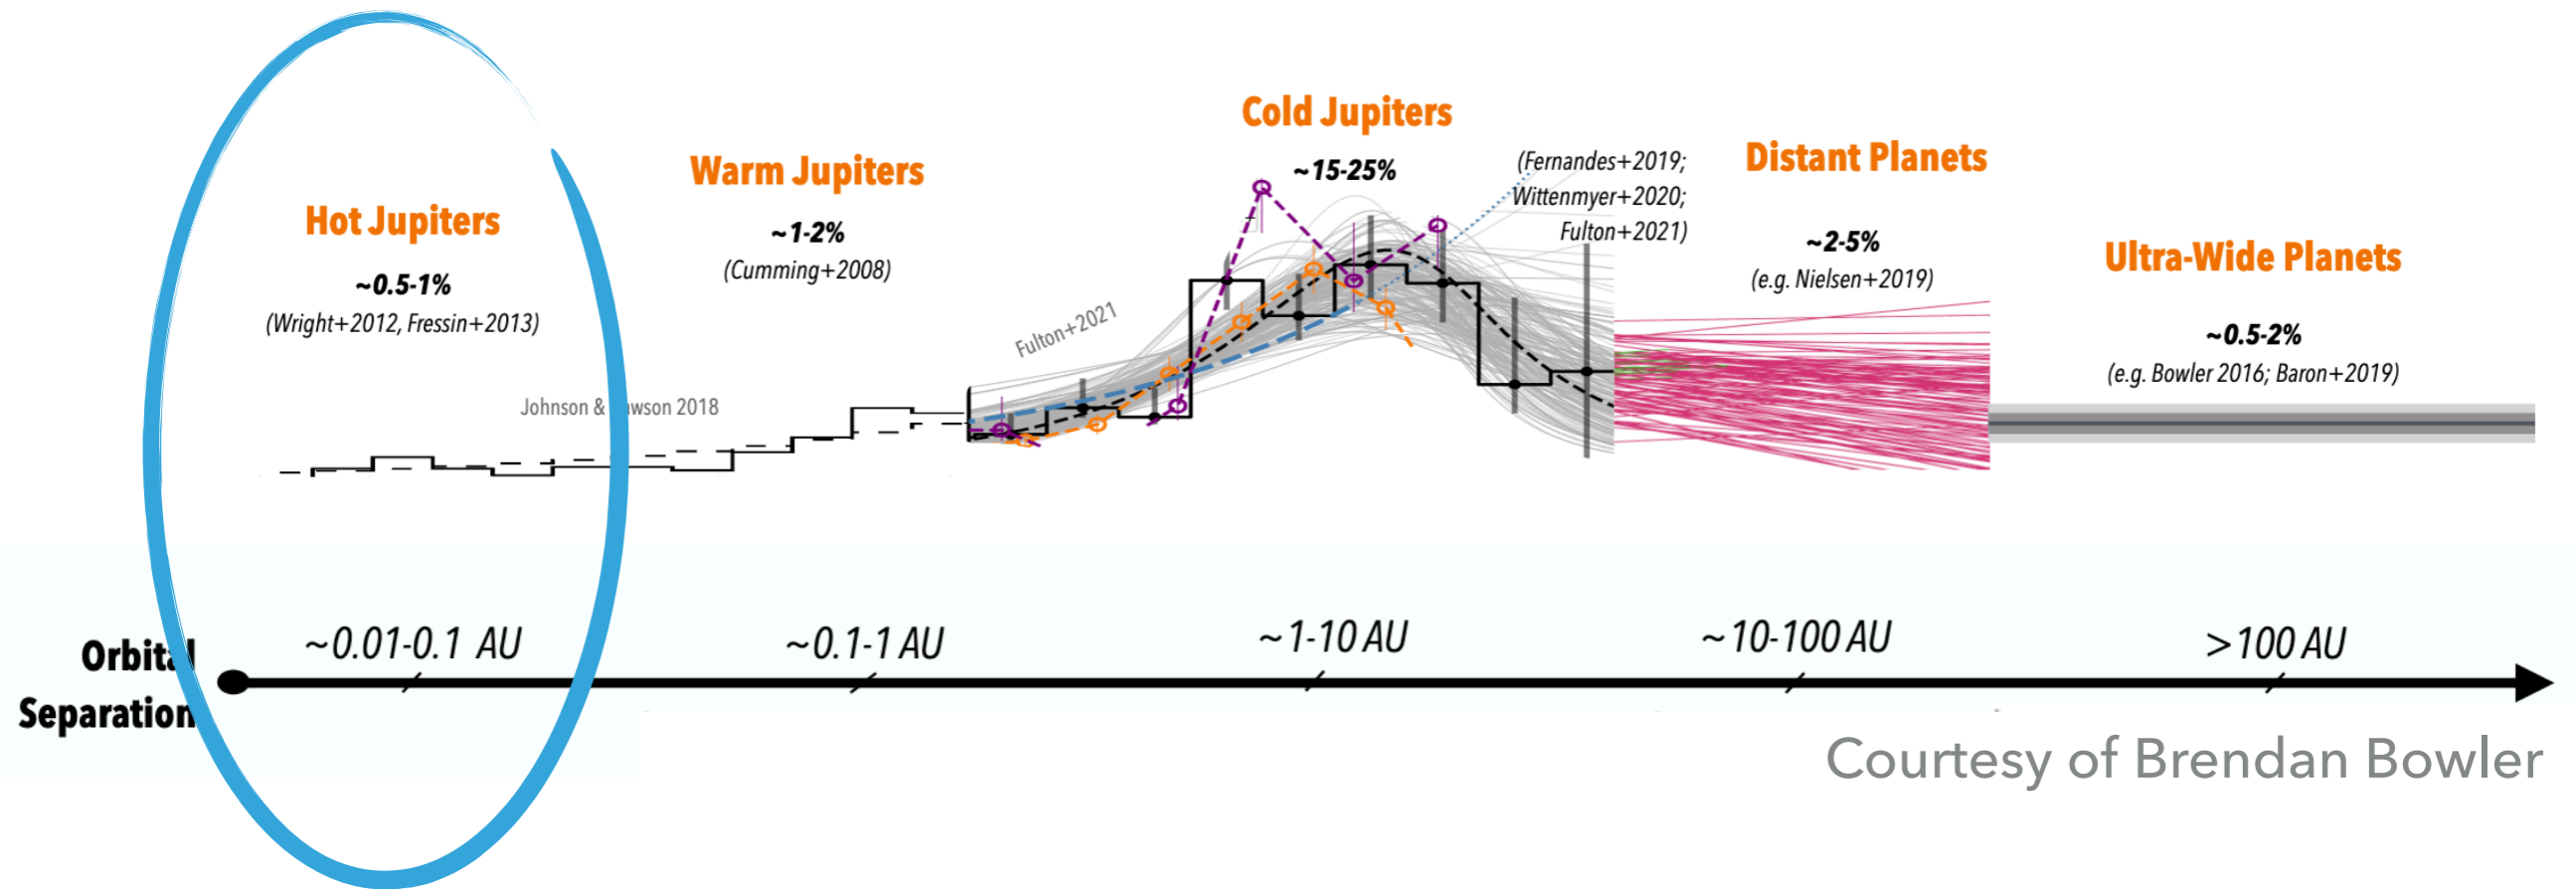 Hot Jupiters
~0.5-1%
(Wright+2012, Fressin+2013)
Johnson & wson 2018
Warm Jupiters
~1-2%
(Cumming+2008)
Fulton+2021
Cold Jupiters
~15-25%
(Fernandes+2019;
Wittenmyer+2020;
Fulton+2021)
Distant Planets
~2-5%
(e.g. Nielsen+2019)
Ultra-Wide Planets
~0.5-2%
(e.g. Bowler 2016; Baron+2019)
Orbital
Separation
~0.01-0.1 AU
~0.1-1 AU
~1-10 AU
~10-100 AU
>100 AU
Courtesy of Brendan Bowler